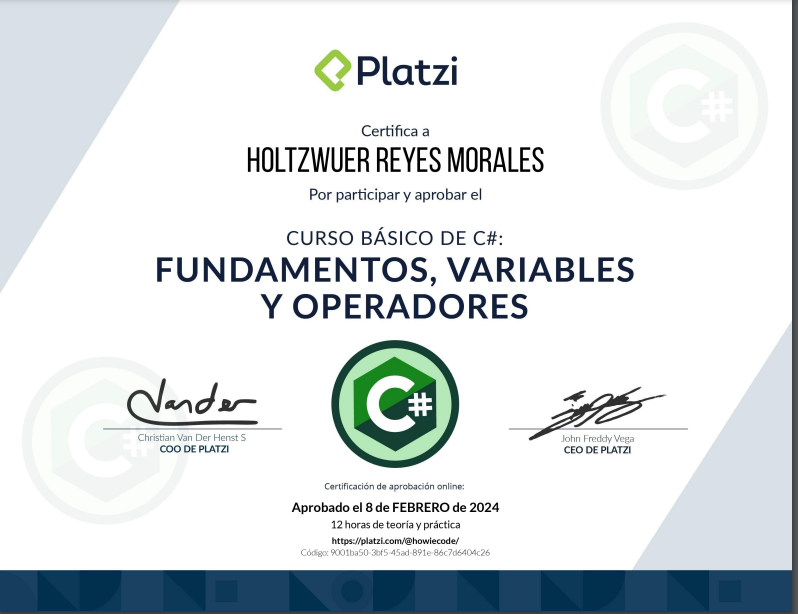 Platzi
Certifica a
HOLTZWUER REYES MORALES
Por participar y aprobar el
CURSO BÁSICO DE C#:
FUNDAMENTOS, VARIABLES
Y OPERADORES
C#
Christian Van Der Henst S
COO DE PLATZI
John Freddy Vega
CEO DE PLATZI
Certificación de aprobación online:
Aprobado el 8 de FEBRERO de 2024
12 horas de teoría y práctica
https://platzi.com/@howiecode/
Código: 9001ba50-3bf5-45ad-891e-86c7d6404c26